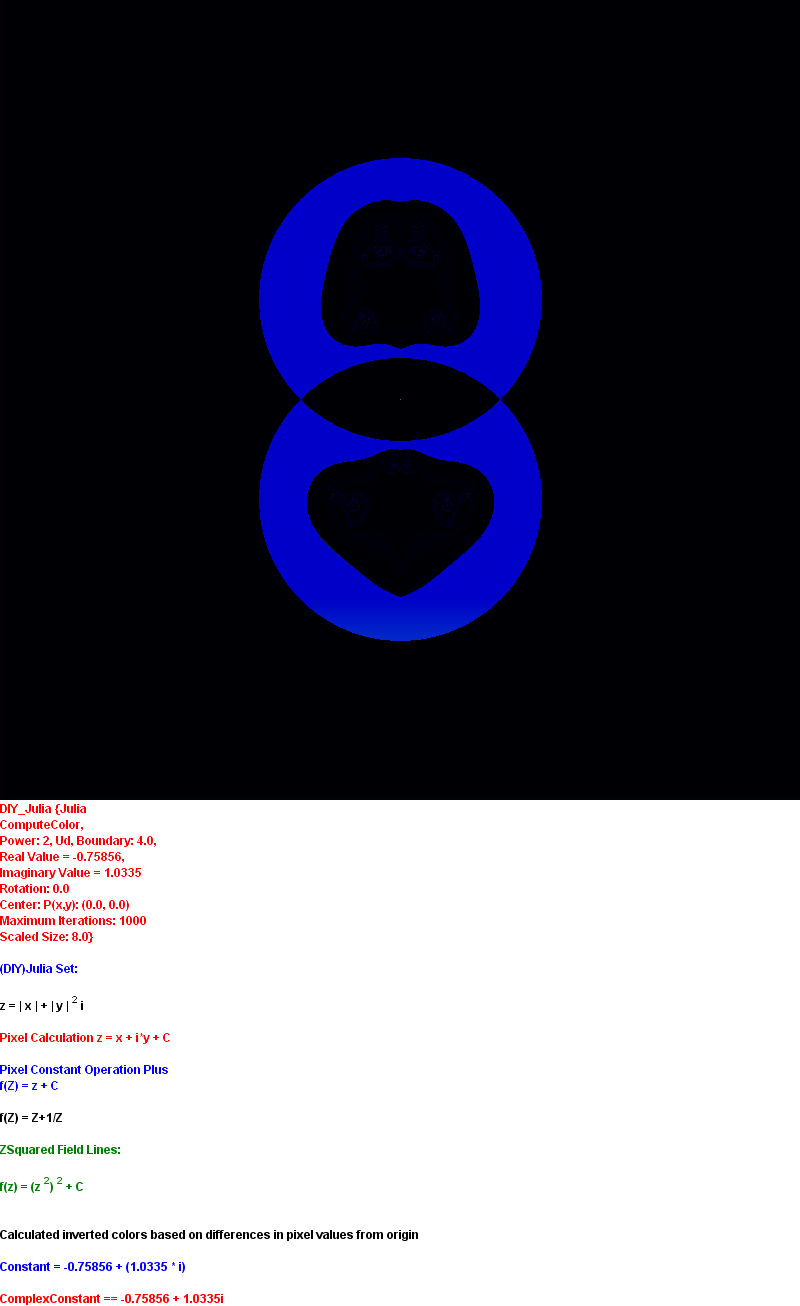 DIY_Julia {Julia
ComputeColor,
Power: 2, Ud, Boundary: 4.0,
Real Value = -0.75856,
Imaginary Value = 1.0335
Rotation: 0.0
Center: P(x,y): (0.0, 0.0)
Maximum Iterations: 1000
Scaled Size: 8.0}
(DIY)Julia Set:
z = | x | + | y | 2 i
Pixel Calculation z = x + i*y + C
Pixel Constant Operation Plus
f(Z) = z + C
f(Z) = Z+1/Z
ZSquared Field Lines:
f(z) = (z 2) 2 + C
Calculated inverted colors based on differences in pixel values from origin
Constant = -0.75856 + (1.0335 * i)
ComplexConstant == -0.75856 + 1.0335i